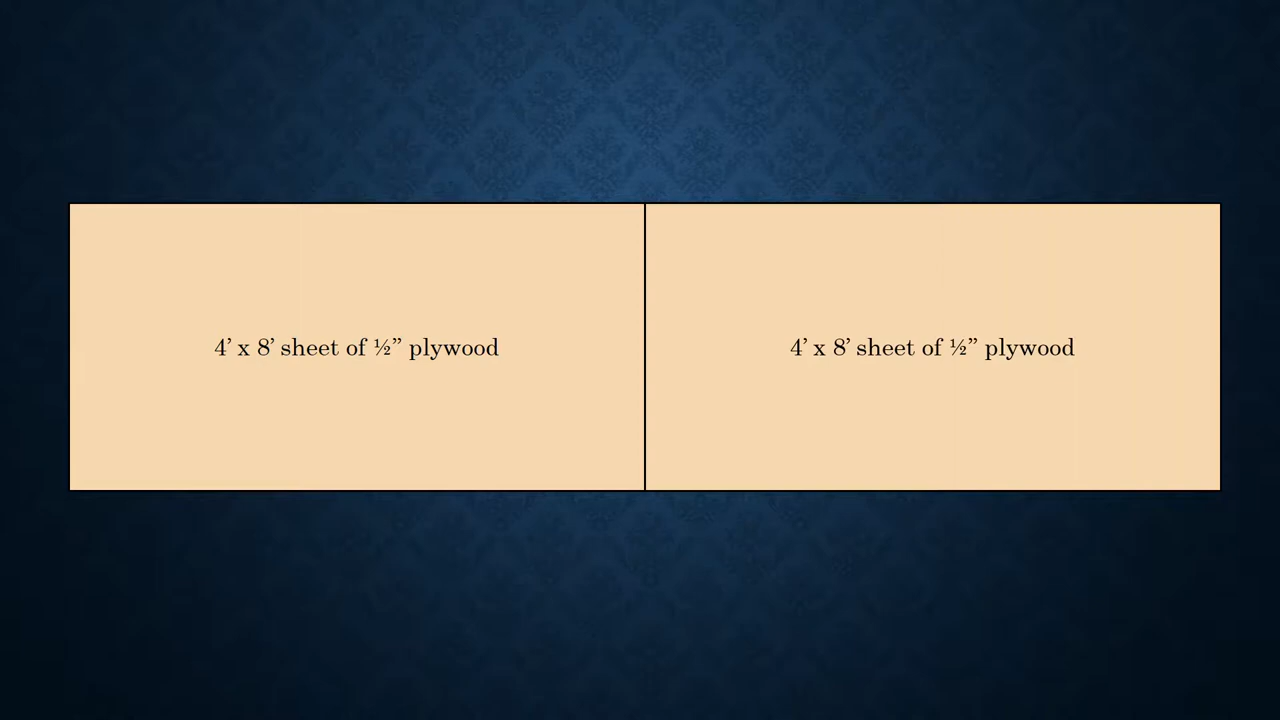 4’ x 8’ sheet of ½” plywood
4’ x 8’ sheet of ½” plywood